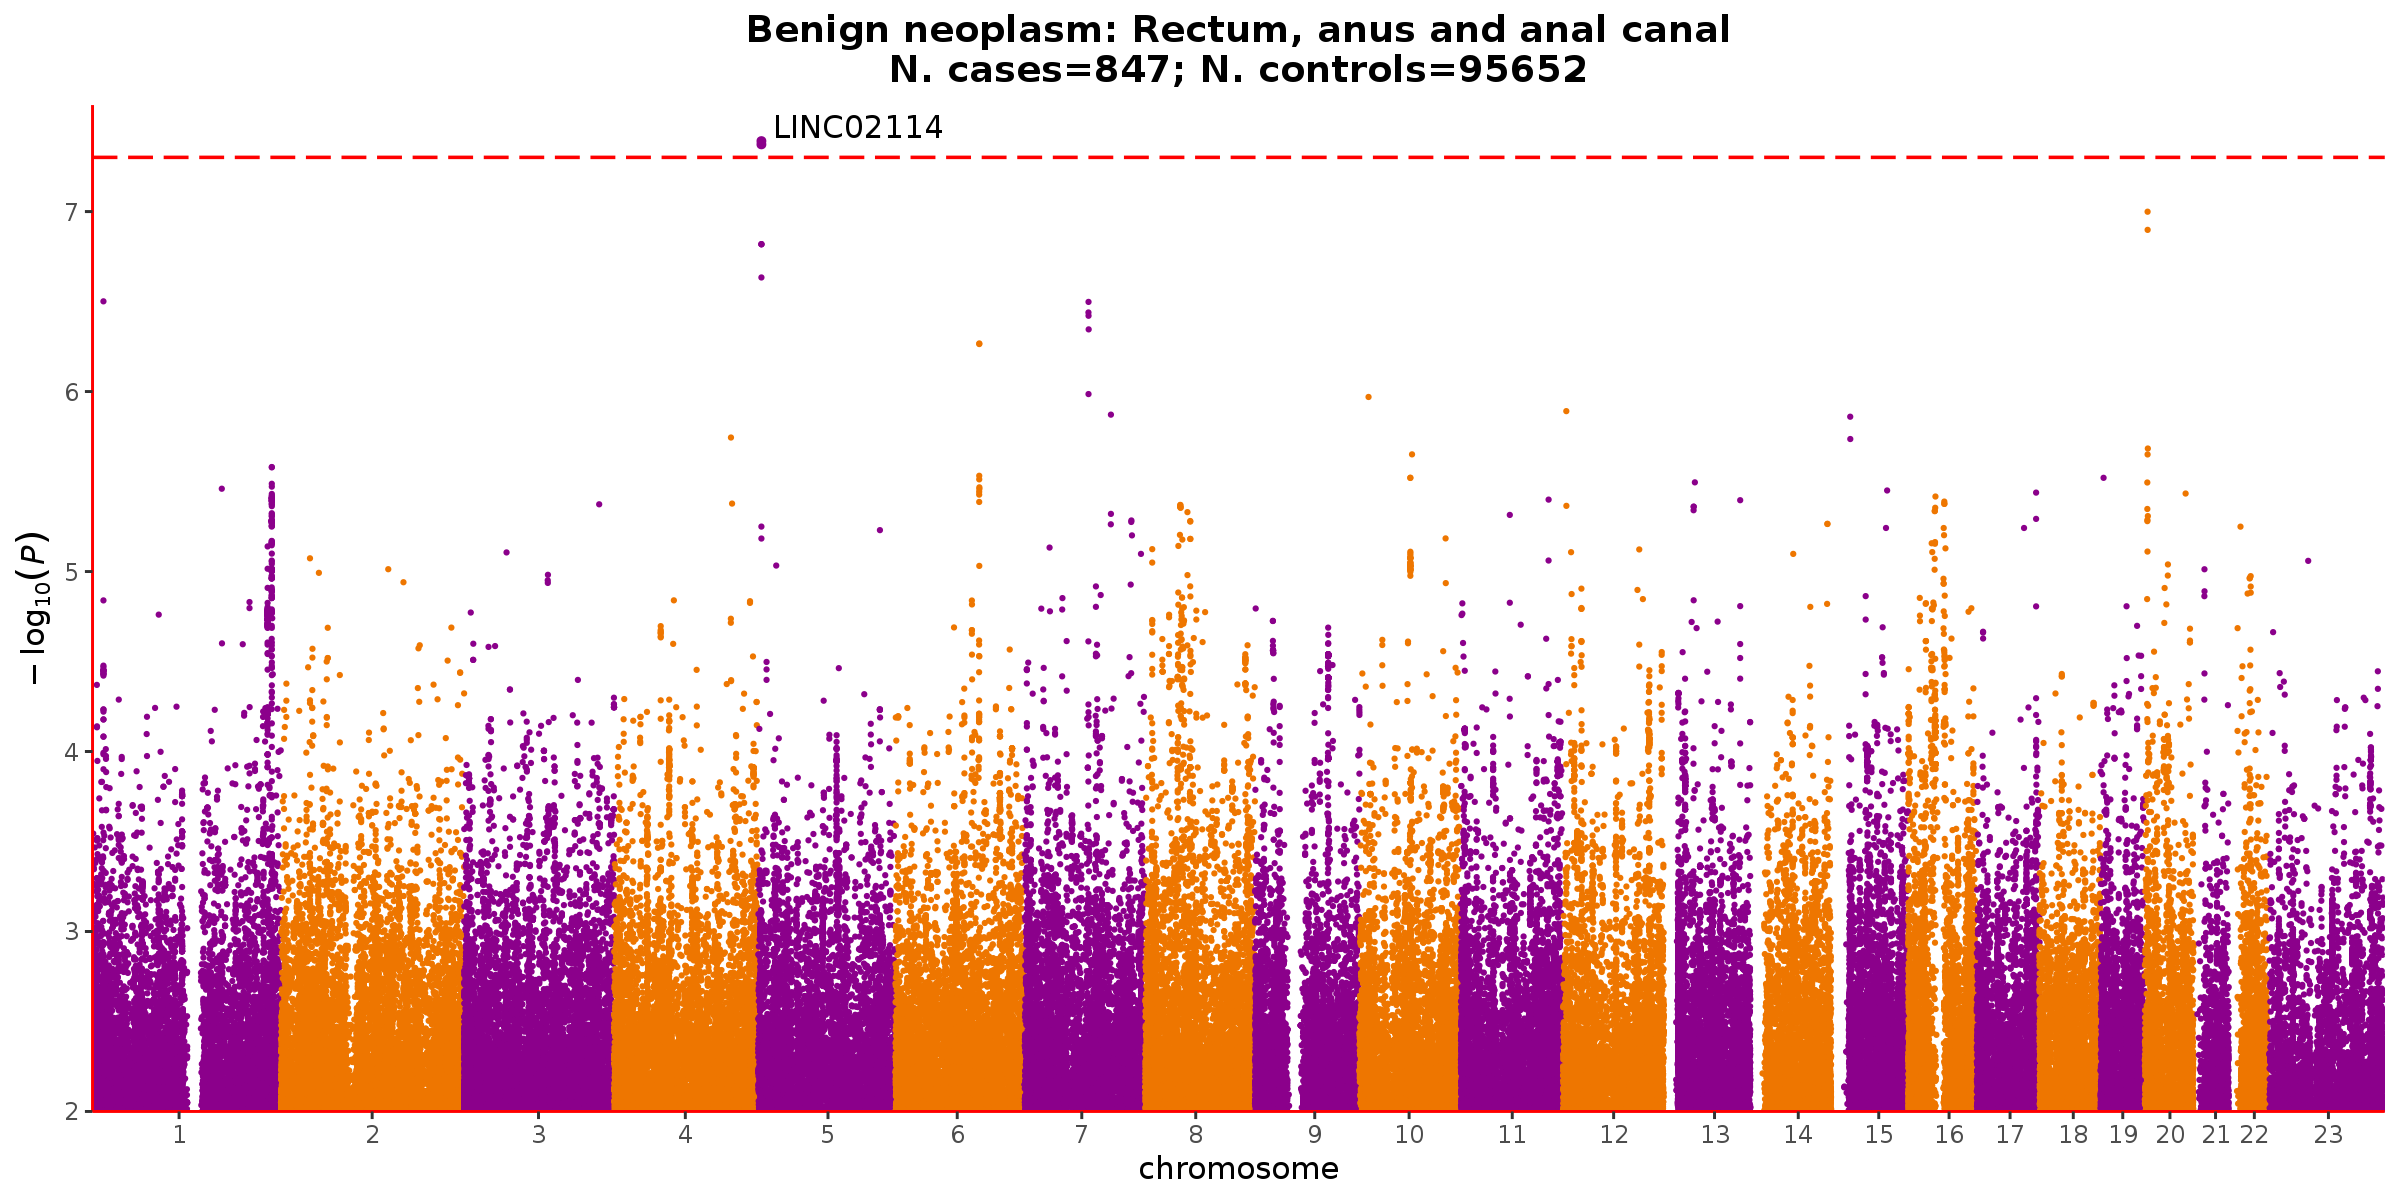 Benign neoplasm: Rectum, anus and anal canal
N. cases=847; N. controls=95652
LINC02114
7
6
5
4
3
2
− log₁₀(P)
1 2 3 4 5 6 7 8 9 10 11 12 13 14 15 16 17 18 19 20 21 22 23
chromosome